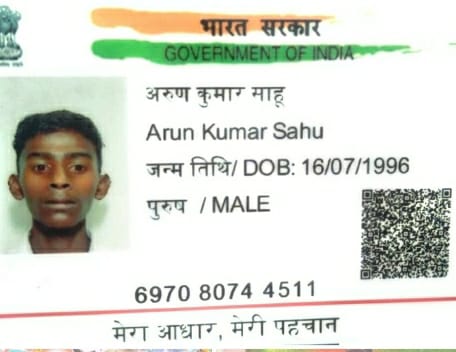 भारत सरकार
GOVERNMENT OF INDIA
अरुण कुमार साहू
Arun Kumar Sahu
जन्म तिथि/ DOB: 16/07/1996
पुरुष / MALE
6970 8074 4511
मेरा आधार, मेरी पहचान